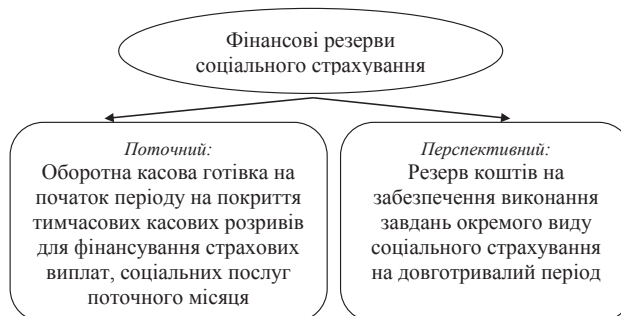 Фінансові резерви
соціального страхування
Поточний:
Оборотна касова готівка на
початок періоду на покриття
тимчасових касових розривів
для фінансування страхових
виплат, соціальних послуг
поточного місяця
Перспективний:
Резерв коштів на
забезпечення виконання
завдань окремого виду
соціального страхування
на довготривалий період